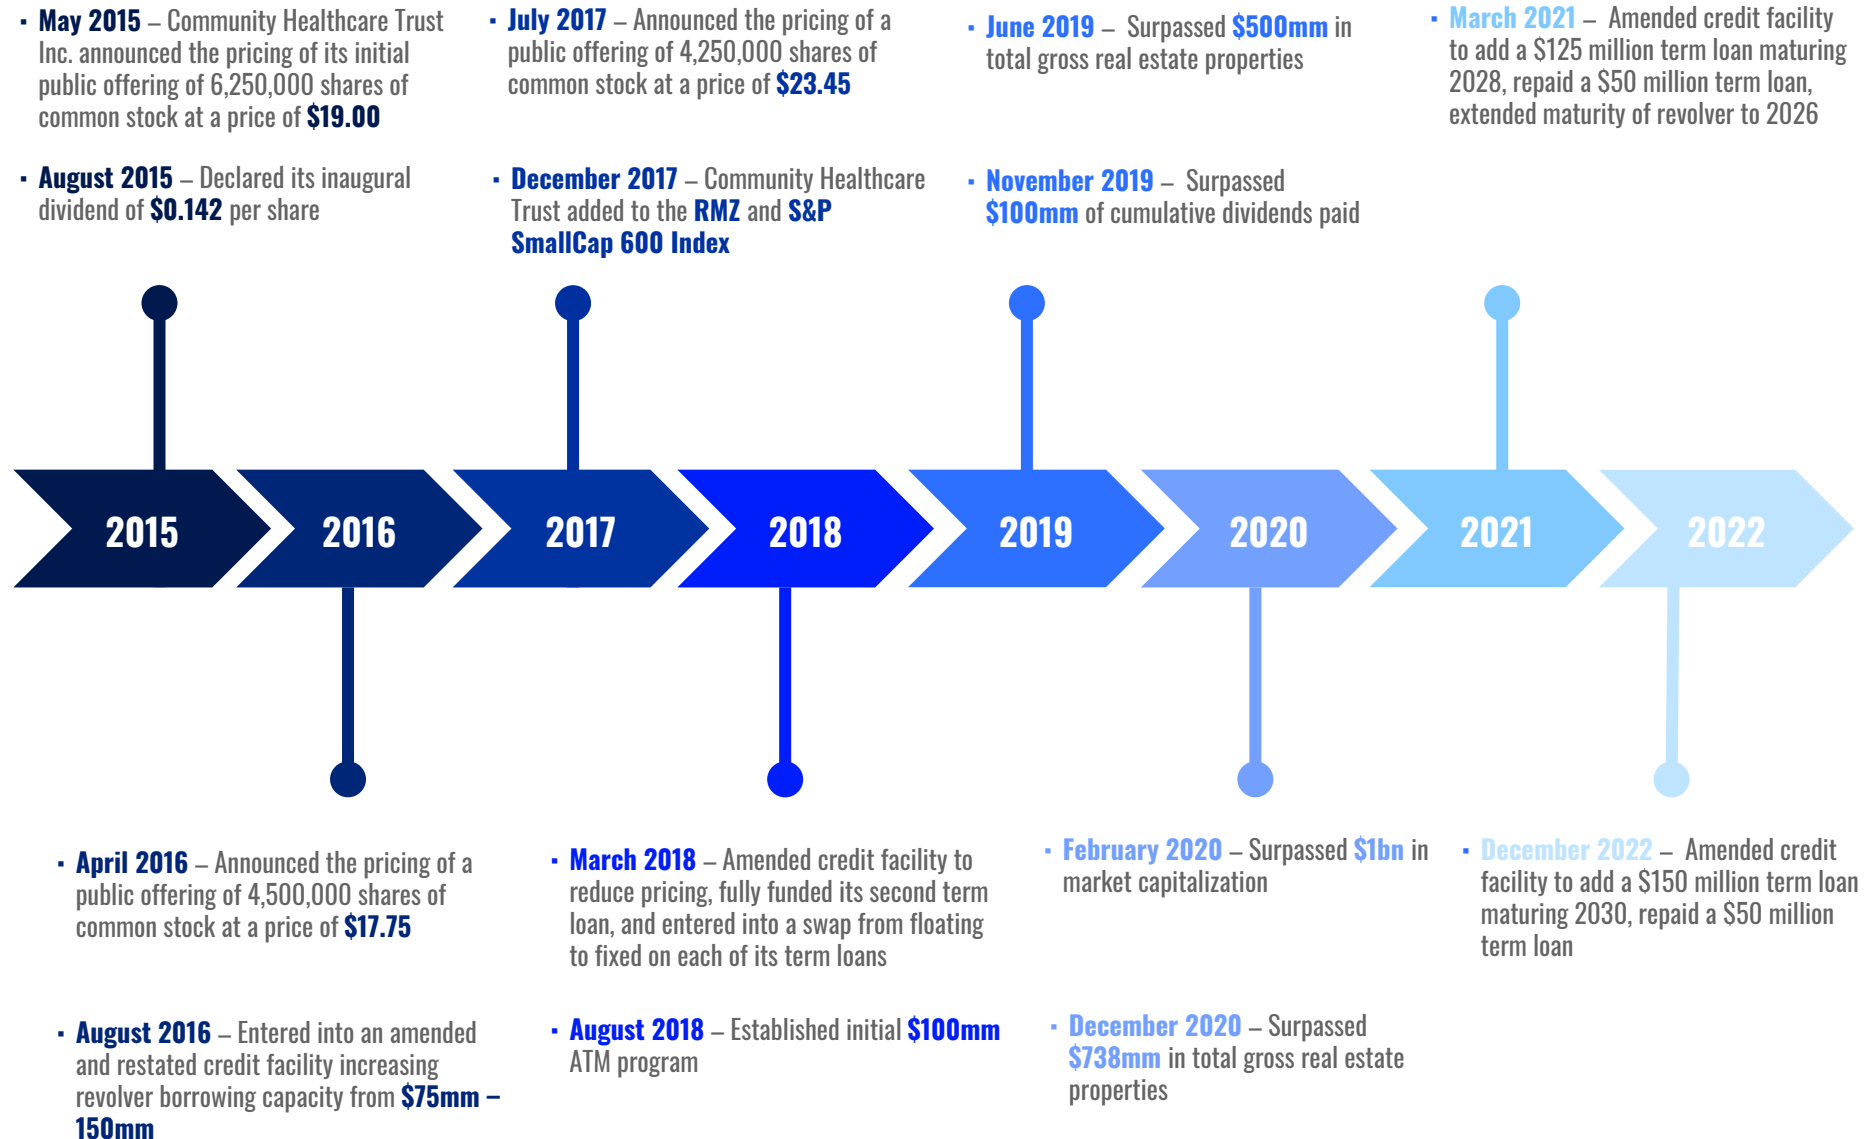 ▪ May 2015 – Community Healthcare Trust
Inc. announced the pricing of its initial
public offering of 6,250,000 shares of
common stock at a price of $19.00
▪ August 2015 – Declared its inaugural
dividend of $0.142 per share
▪ July 2017 – Announced the pricing of a
public offering of 4,250,000 shares of
common stock at a price of $23.45
▪ December 2017 – Community Healthcare
Trust added to the RMZ and S&P
SmallCap 600 Index
▪ June 2019 – Surpassed $500mm in
total gross real estate properties
▪ November 2019 – Surpassed
$100mm of cumulative dividends paid
▪ March 2021 – Amended credit facility
to add a $125 million term loan maturing
2028, repaid a $50 million term loan,
extended maturity of revolver to 2026
2015
2016
2017
2018
2019
2020
2021
2022
▪ April 2016 – Announced the pricing of a
public offering of 4,500,000 shares of
common stock at a price of $17.75
▪ August 2016 – Entered into an amended
and restated credit facility increasing
revolver borrowing capacity from $75mm –
150mm
▪ March 2018 – Amended credit facility to
reduce pricing, fully funded its second term
loan, and entered into a swap from floating
to fixed on each of its term loans
▪ August 2018 – Established initial $100mm
ATM program
▪ February 2020 – Surpassed $1bn in
market capitalization
▪ December 2020 – Surpassed
$738mm in total gross real estate
properties
▪ December 2022 – Amended credit
facility to add a $150 million term loan
maturing 2030, repaid a $50 million
term loan